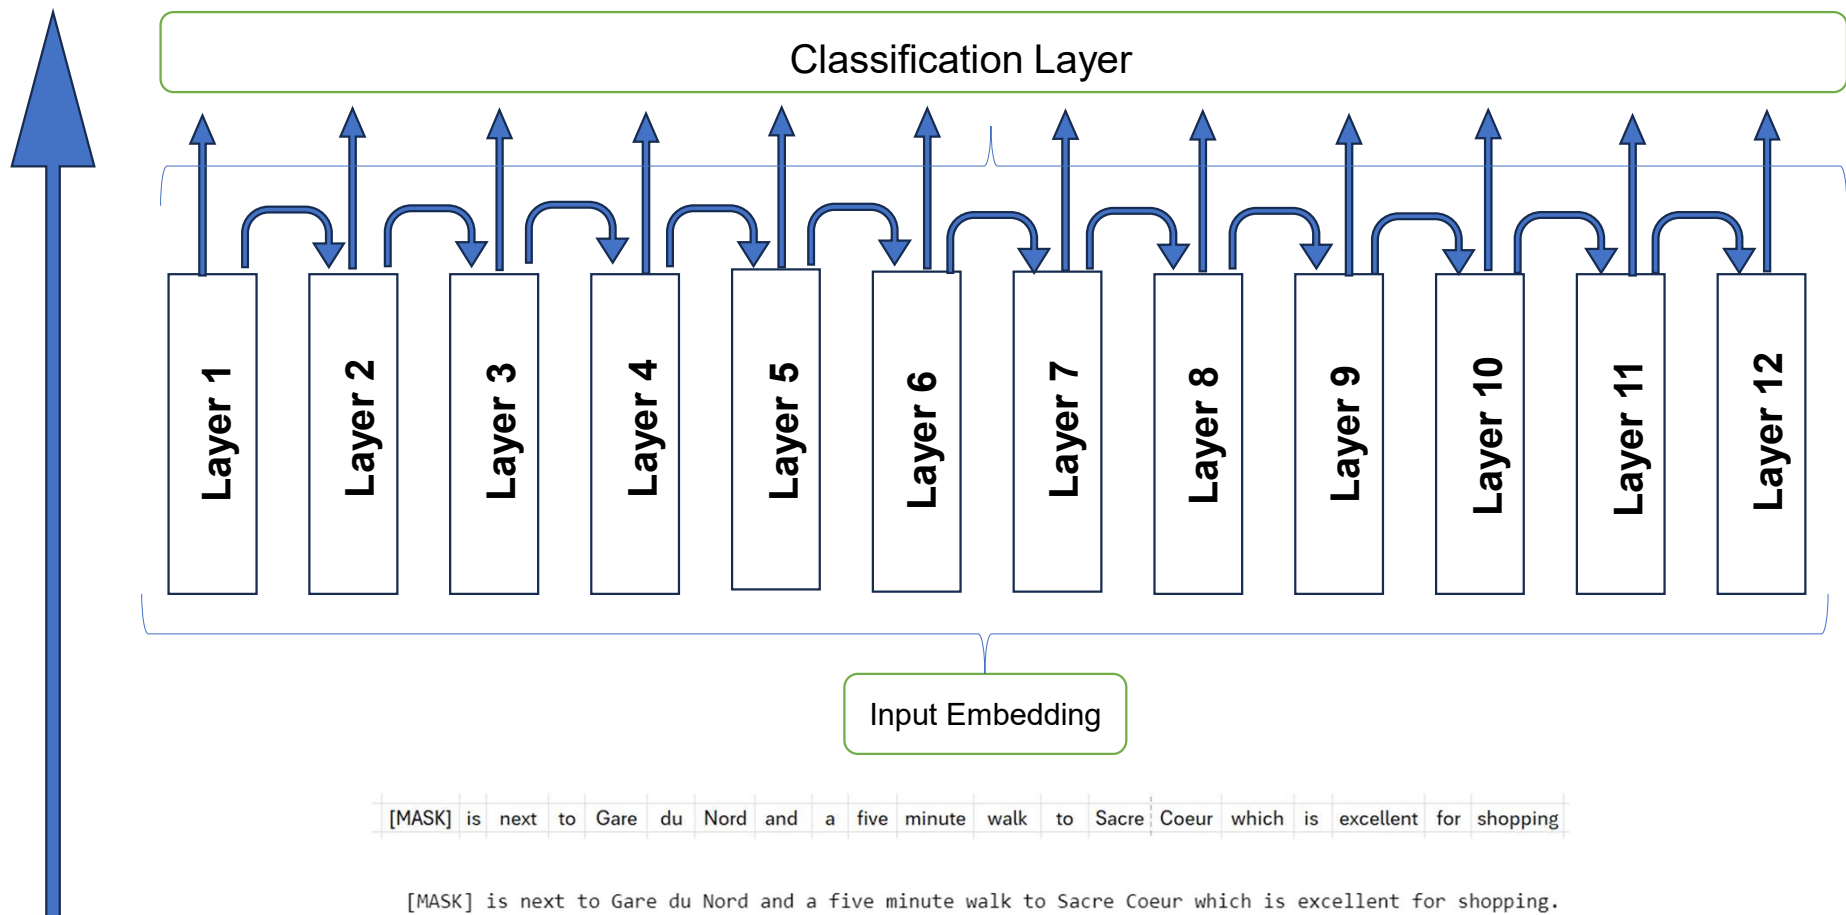 Classification Layer
Layer 1
Layer 2
Layer 3
Layer 4
Layer 5
Layer 6
Layer 7
Layer 8
Layer 9
Layer 10
Layer 11
Layer 12
Input Embedding
[MASK] is next to Gare du Nord and a five minute walk to Sacre Coeur which is excellent for shopping
[MASK] is next to Gare du Nord and a five minute walk to Sacre Coeur which is excellent for shopping.